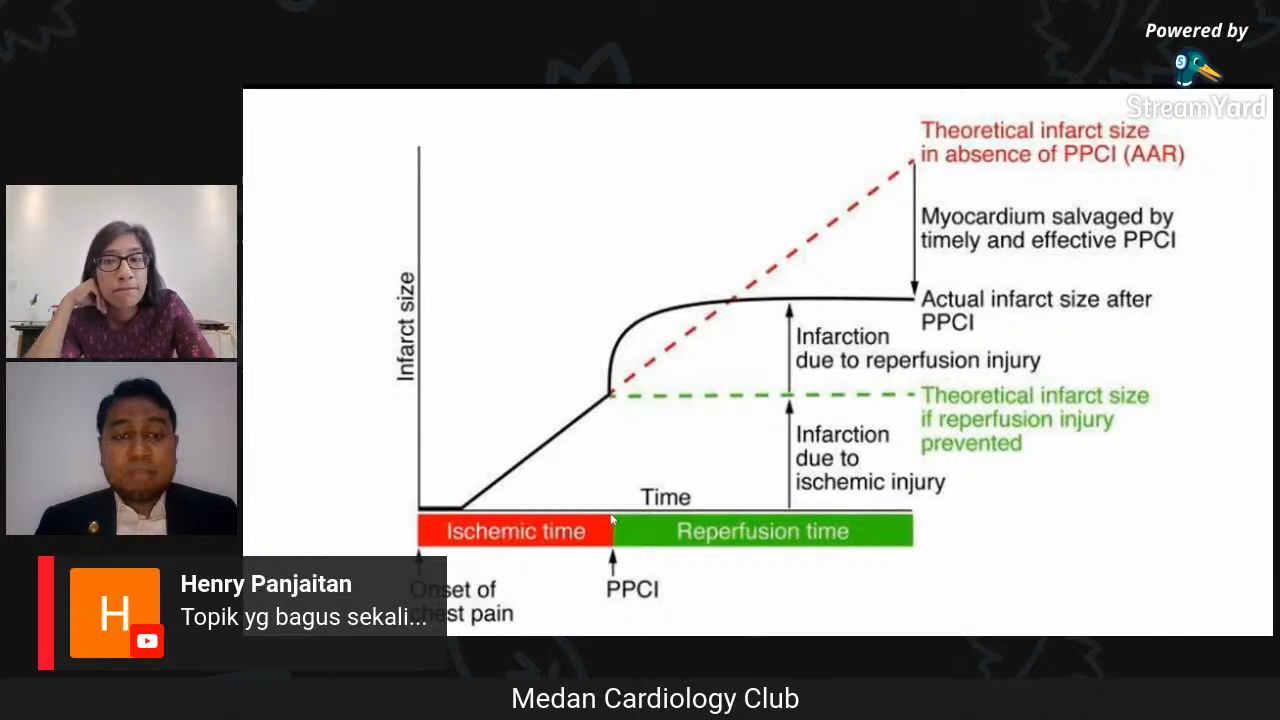 Powered by
StreamYard
Theoretical infarct size
in absence of PPCI (AAR)
Myocardium salvaged by
timely and effective PPCI
Actual infarct size after
PPCI
Infarct size
Infarction
due to reperfusion injury
Theoretical infarct size
if reperfusion injury
prevented
Infarction
due to
ischemic injury
Time
Ischemic time
Reperfusion time
Onset of
chest pain
PPCI
H
Henry Panjaitan
Topik yg bagus sekali...
Medan Cardiology Club